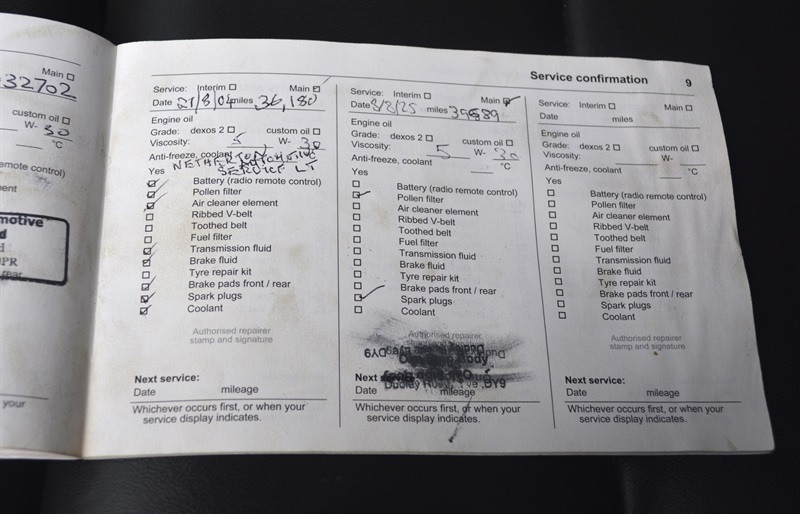 Main
32702
custom oil
W- 30
°C
emote control)
ment
motive
d
0PR
rear
your
Service confirmation 9
Service: Interim Main
Date 21/8/04 miles 36,180
Engine oil
Grade: dexos 2 custom oil
Viscosity: 5 W- 30
Anti-freeze, coolant
Yes
SERVICE LT
Battery (radio remote control)
Pollen filter
Air cleaner element
Ribbed V-belt
Toothed belt
Fuel filter
Transmission fluid
Brake fluid
Tyre repair kit
Brake pads front / rear
Spark plugs
Coolant
Authorised repairer
stamp and signature
Next service:
Date mileage
Whichever occurs first, or when your
service display indicates.
Service: Interim Main
Date 8/8/25 miles
Engine oil
Grade: dexos 2 custom oil
Viscosity: 5 W- 30
Anti-freeze, coolant °C
Yes
Battery (radio remote control)
Pollen filter
Air cleaner element
Ribbed V-belt
Toothed belt
Fuel filter
Transmission fluid
Brake fluid
Tyre repair kit
Brake pads front / rear
Spark plugs
Coolant
Authorised repairer
Next
mileage
Whichever occurs first, or when your
service display indicates.
Service: Interim Main
Date miles
Engine oil
Grade: dexos 2 custom oil
Viscosity: W-
Anti-freeze, coolant °C
Yes
Battery (radio remote control)
Pollen filter
Air cleaner element
Ribbed V-belt
Toothed belt
Fuel filter
Transmission fluid
Brake fluid
Tyre repair kit
Brake pads front / rear
Spark plugs
Coolant
Authorised repairer
stamp and signature
Next service:
Date mileage
Whichever occurs first, or when your
service display indicates.